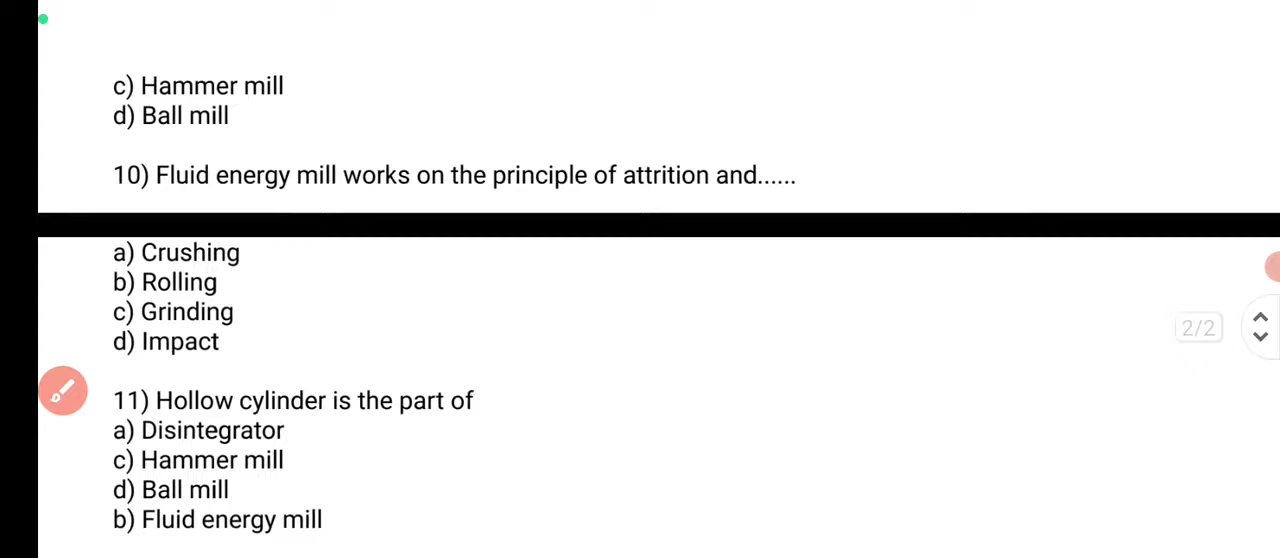 c) Hammer mill
d) Ball mill
10) Fluid energy mill works on the principle of attrition and......
a) Crushing
b) Rolling
c) Grinding
d) Impact
2/2
11) Hollow cylinder is the part of
a) Disintegrator
c) Hammer mill
d) Ball mill
b) Fluid energy mill